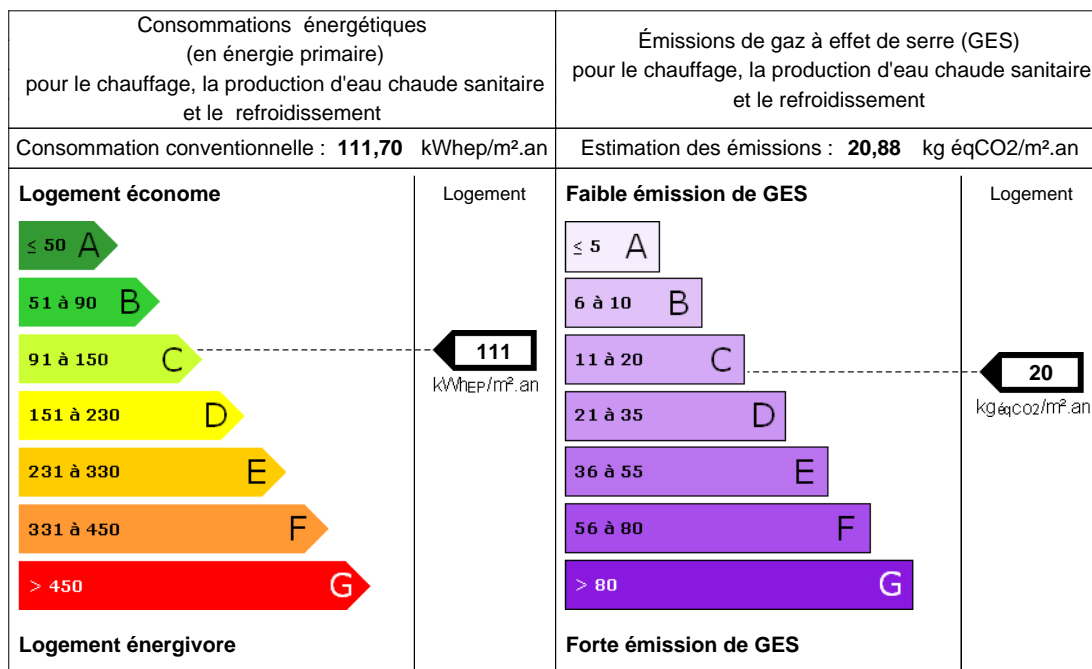 Consommations énergétiques
(en énergie primaire)
pour le chauffage, la production d'eau chaude sanitaire
et le refroidissement
Émissions de gaz à effet de serre (GES)
pour le chauffage, la production d'eau chaude sanitaire
et le refroidissement
Consommation conventionnelle : 111,70 kWhep/m².an
Estimation des émissions : 20,88 kg éqCO2/m².an
Logement économe
Logement
≤ 50 A
51 à 90 B
91 à 150 C
151 à 230 D
231 à 330 E
331 à 450 F
> 450 G
111
kWhEP/m².an
Logement énergivore
Faible émission de GES
Logement
≤ 5 A
6 à 10 B
11 à 20 C
21 à 35 D
36 à 55 E
56 à 80 F
> 80 G
20
kgéqCO2/m².an
Forte émission de GES